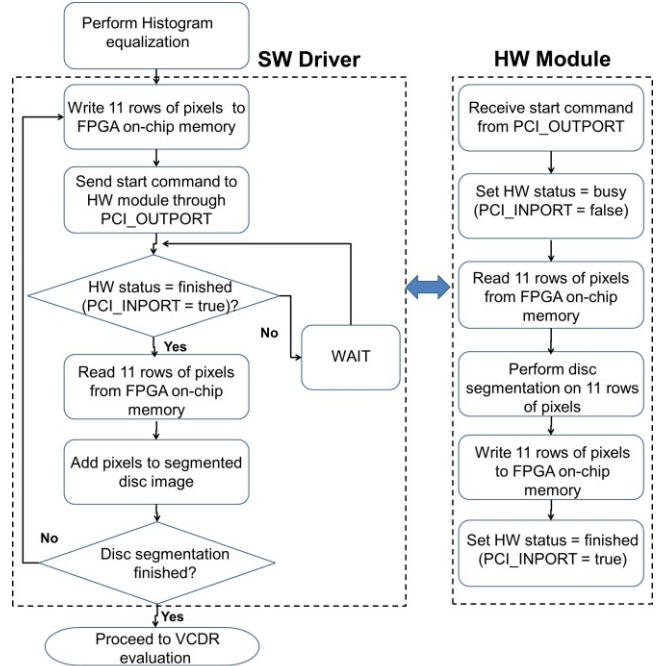 Perform Histogram
equalization
SW Driver
Write 11 rows of pixels to
FPGA on-chip memory
Send start command to
HW module through
PCI_OUTPORT
HW status = finished
(PCI_INPORT = true)?
No
WAIT
Yes
Read 11 rows of pixels
from FPGA on-chip
memory
Add pixels to segmented
disc image
No
Disc segmentation
finished?
Yes
Proceed to VCDR
evaluation
HW Module
Receive start command
from PCI_OUTPORT
Set HW status = busy
(PCI_INPORT = false)
Read 11 rows of pixels
from FPGA on-chip
memory
Perform disc
segmentation on 11 rows
of pixels
Write 11 rows of pixels
to FPGA on-chip
memory
Set HW status = finished
(PCI_INPORT = true)